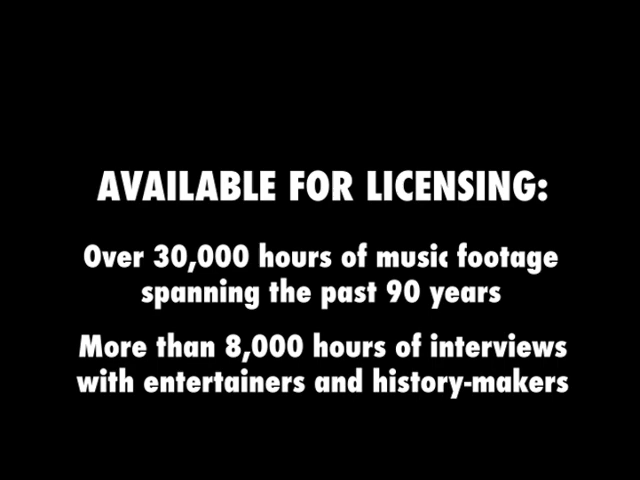 AVAILABLE FOR LICENSING:
Over 30,000 hours of music footage
spanning the past 90 years
More than 8,000 hours of interviews
with entertainers and history-makers